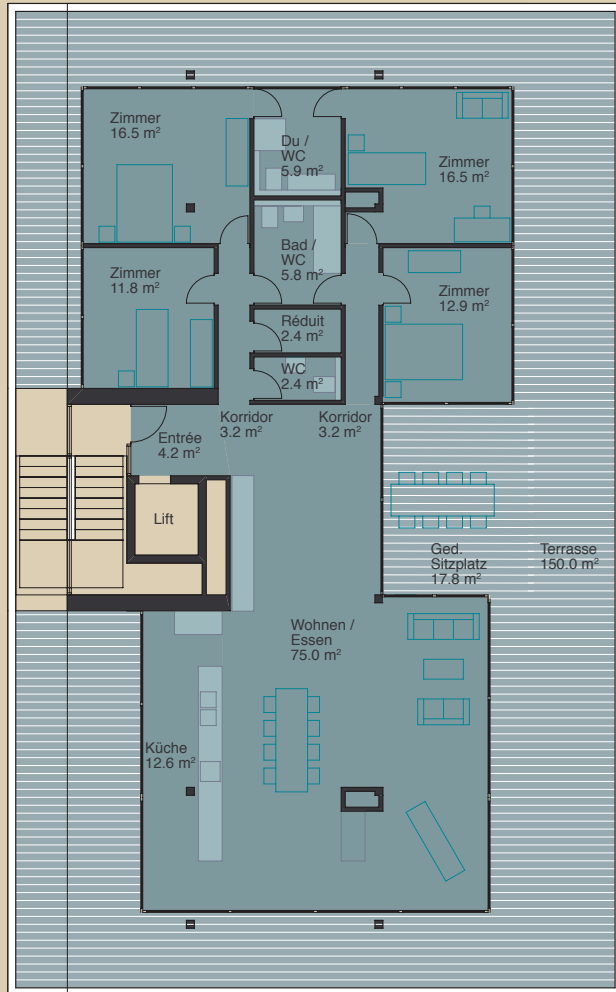 Zimmer
16.5 m²
Du /
WC
5.9 m²
Zimmer
16.5 m²
Zimmer
11.8 m²
Bad /
WC
5.8 m²
Zimmer
12.9 m²
Réduit
2.4 m²
WC
2.4 m²
Entrée
4.2 m²
Korridor
3.2 m²
Korridor
3.2 m²
Lift
Ged.
Sitzplatz
17.8 m²
Terrasse
150.0 m²
Wohnen /
Essen
75.0 m²
Küche
12.6 m²